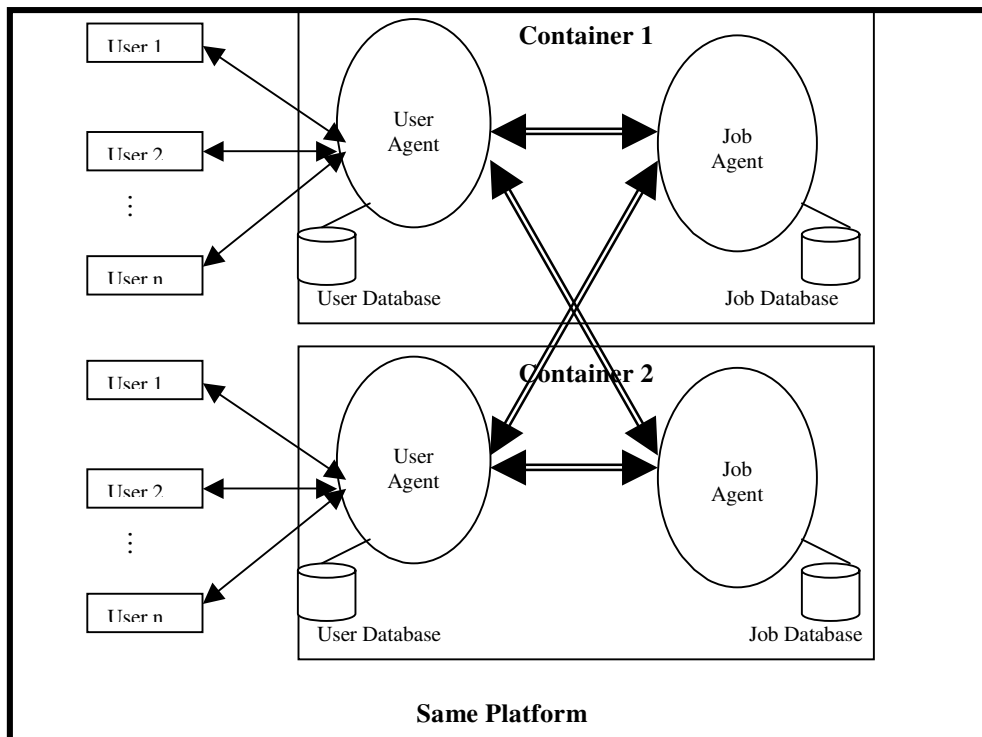 Container 1
User 1
User 2
⋮
User n
User
Agent
Job
Agent
User Database
Job Database
Container 2
User 1
User 2
⋮
User n
User
Agent
Job
Agent
User Database
Job Database
Same Platform